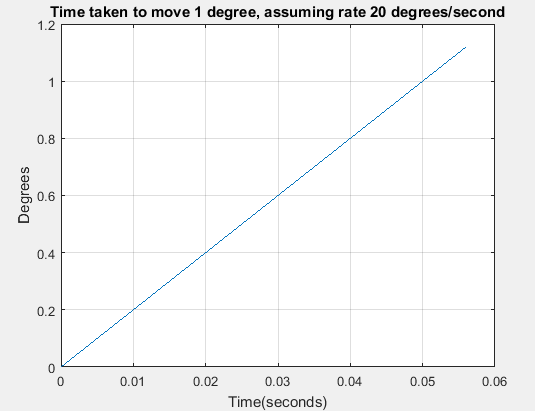 Time taken to move 1 degree, assuming rate 20 degrees/second
1.2
1
0.8
0.6
0.4
0.2
0
Degrees
0 0.01 0.02 0.03 0.04 0.05 0.06
Time(seconds)